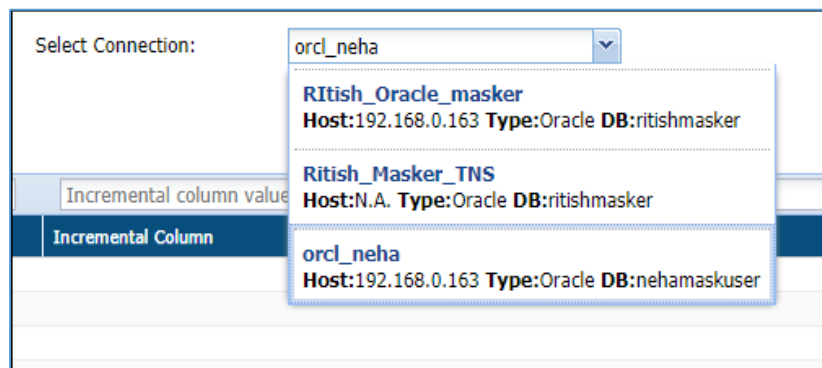 Select Connection:
orcl_neha
RItish_Oracle_masker
Host:192.168.0.163 Type:Oracle DB:ritishmasker
Ritish_Masker_TNS
Host:N.A. Type:Oracle DB:ritishmasker
Incremental column value
Incremental Column
orcl_neha
Host:192.168.0.163 Type:Oracle DB:nehamaskuser